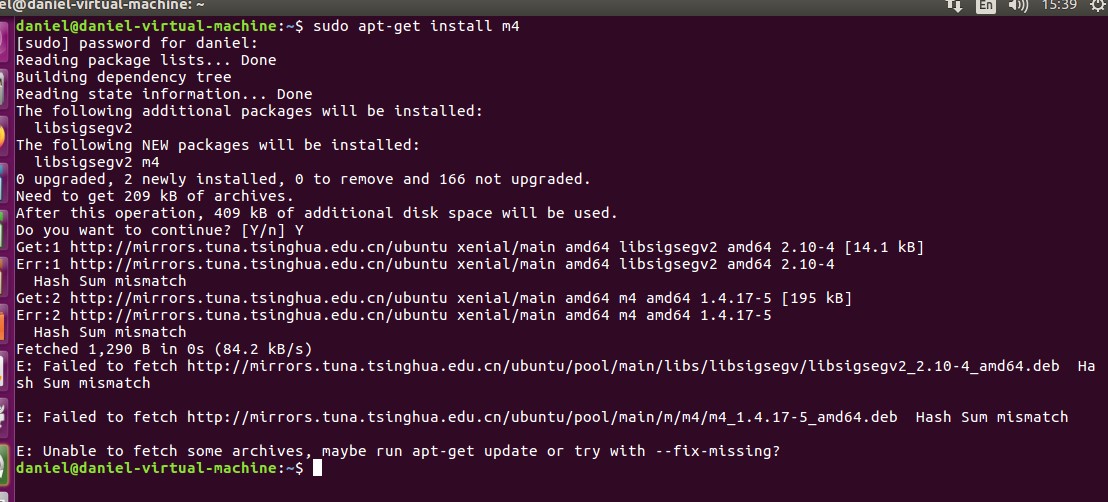 el@daniel-virtual-machine: ~
En 15:39
daniel@daniel-virtual-machine:~$ sudo apt-get install m4
[sudo] password for daniel:
Reading package lists... Done
Building dependency tree
Reading state information... Done
The following additional packages will be installed:
  libsigsegv2
The following NEW packages will be installed:
  libsigsegv2 m4
0 upgraded, 2 newly installed, 0 to remove and 166 not upgraded.
Need to get 209 kB of archives.
After this operation, 409 kB of additional disk space will be used.
Do you want to continue? [Y/n] Y
Get:1 http://mirrors.tuna.tsinghua.edu.cn/ubuntu xenial/main amd64 libsigsegv2 amd64 2.10-4 [14.1 kB]
Err:1 http://mirrors.tuna.tsinghua.edu.cn/ubuntu xenial/main amd64 libsigsegv2 amd64 2.10-4
  Hash Sum mismatch
Get:2 http://mirrors.tuna.tsinghua.edu.cn/ubuntu xenial/main amd64 m4 amd64 1.4.17-5 [195 kB]
Err:2 http://mirrors.tuna.tsinghua.edu.cn/ubuntu xenial/main amd64 m4 amd64 1.4.17-5
  Hash Sum mismatch
Fetched 1,290 B in 0s (84.2 kB/s)
E: Failed to fetch http://mirrors.tuna.tsinghua.edu.cn/ubuntu/pool/main/libs/libsigsegv/libsigsegv2_2.10-4_amd64.deb  Ha
sh Sum mismatch
E: Failed to fetch http://mirrors.tuna.tsinghua.edu.cn/ubuntu/pool/main/m/m4/m4_1.4.17-5_amd64.deb  Hash Sum mismatch
E: Unable to fetch some archives, maybe run apt-get update or try with --fix-missing?
daniel@daniel-virtual-machine:~$